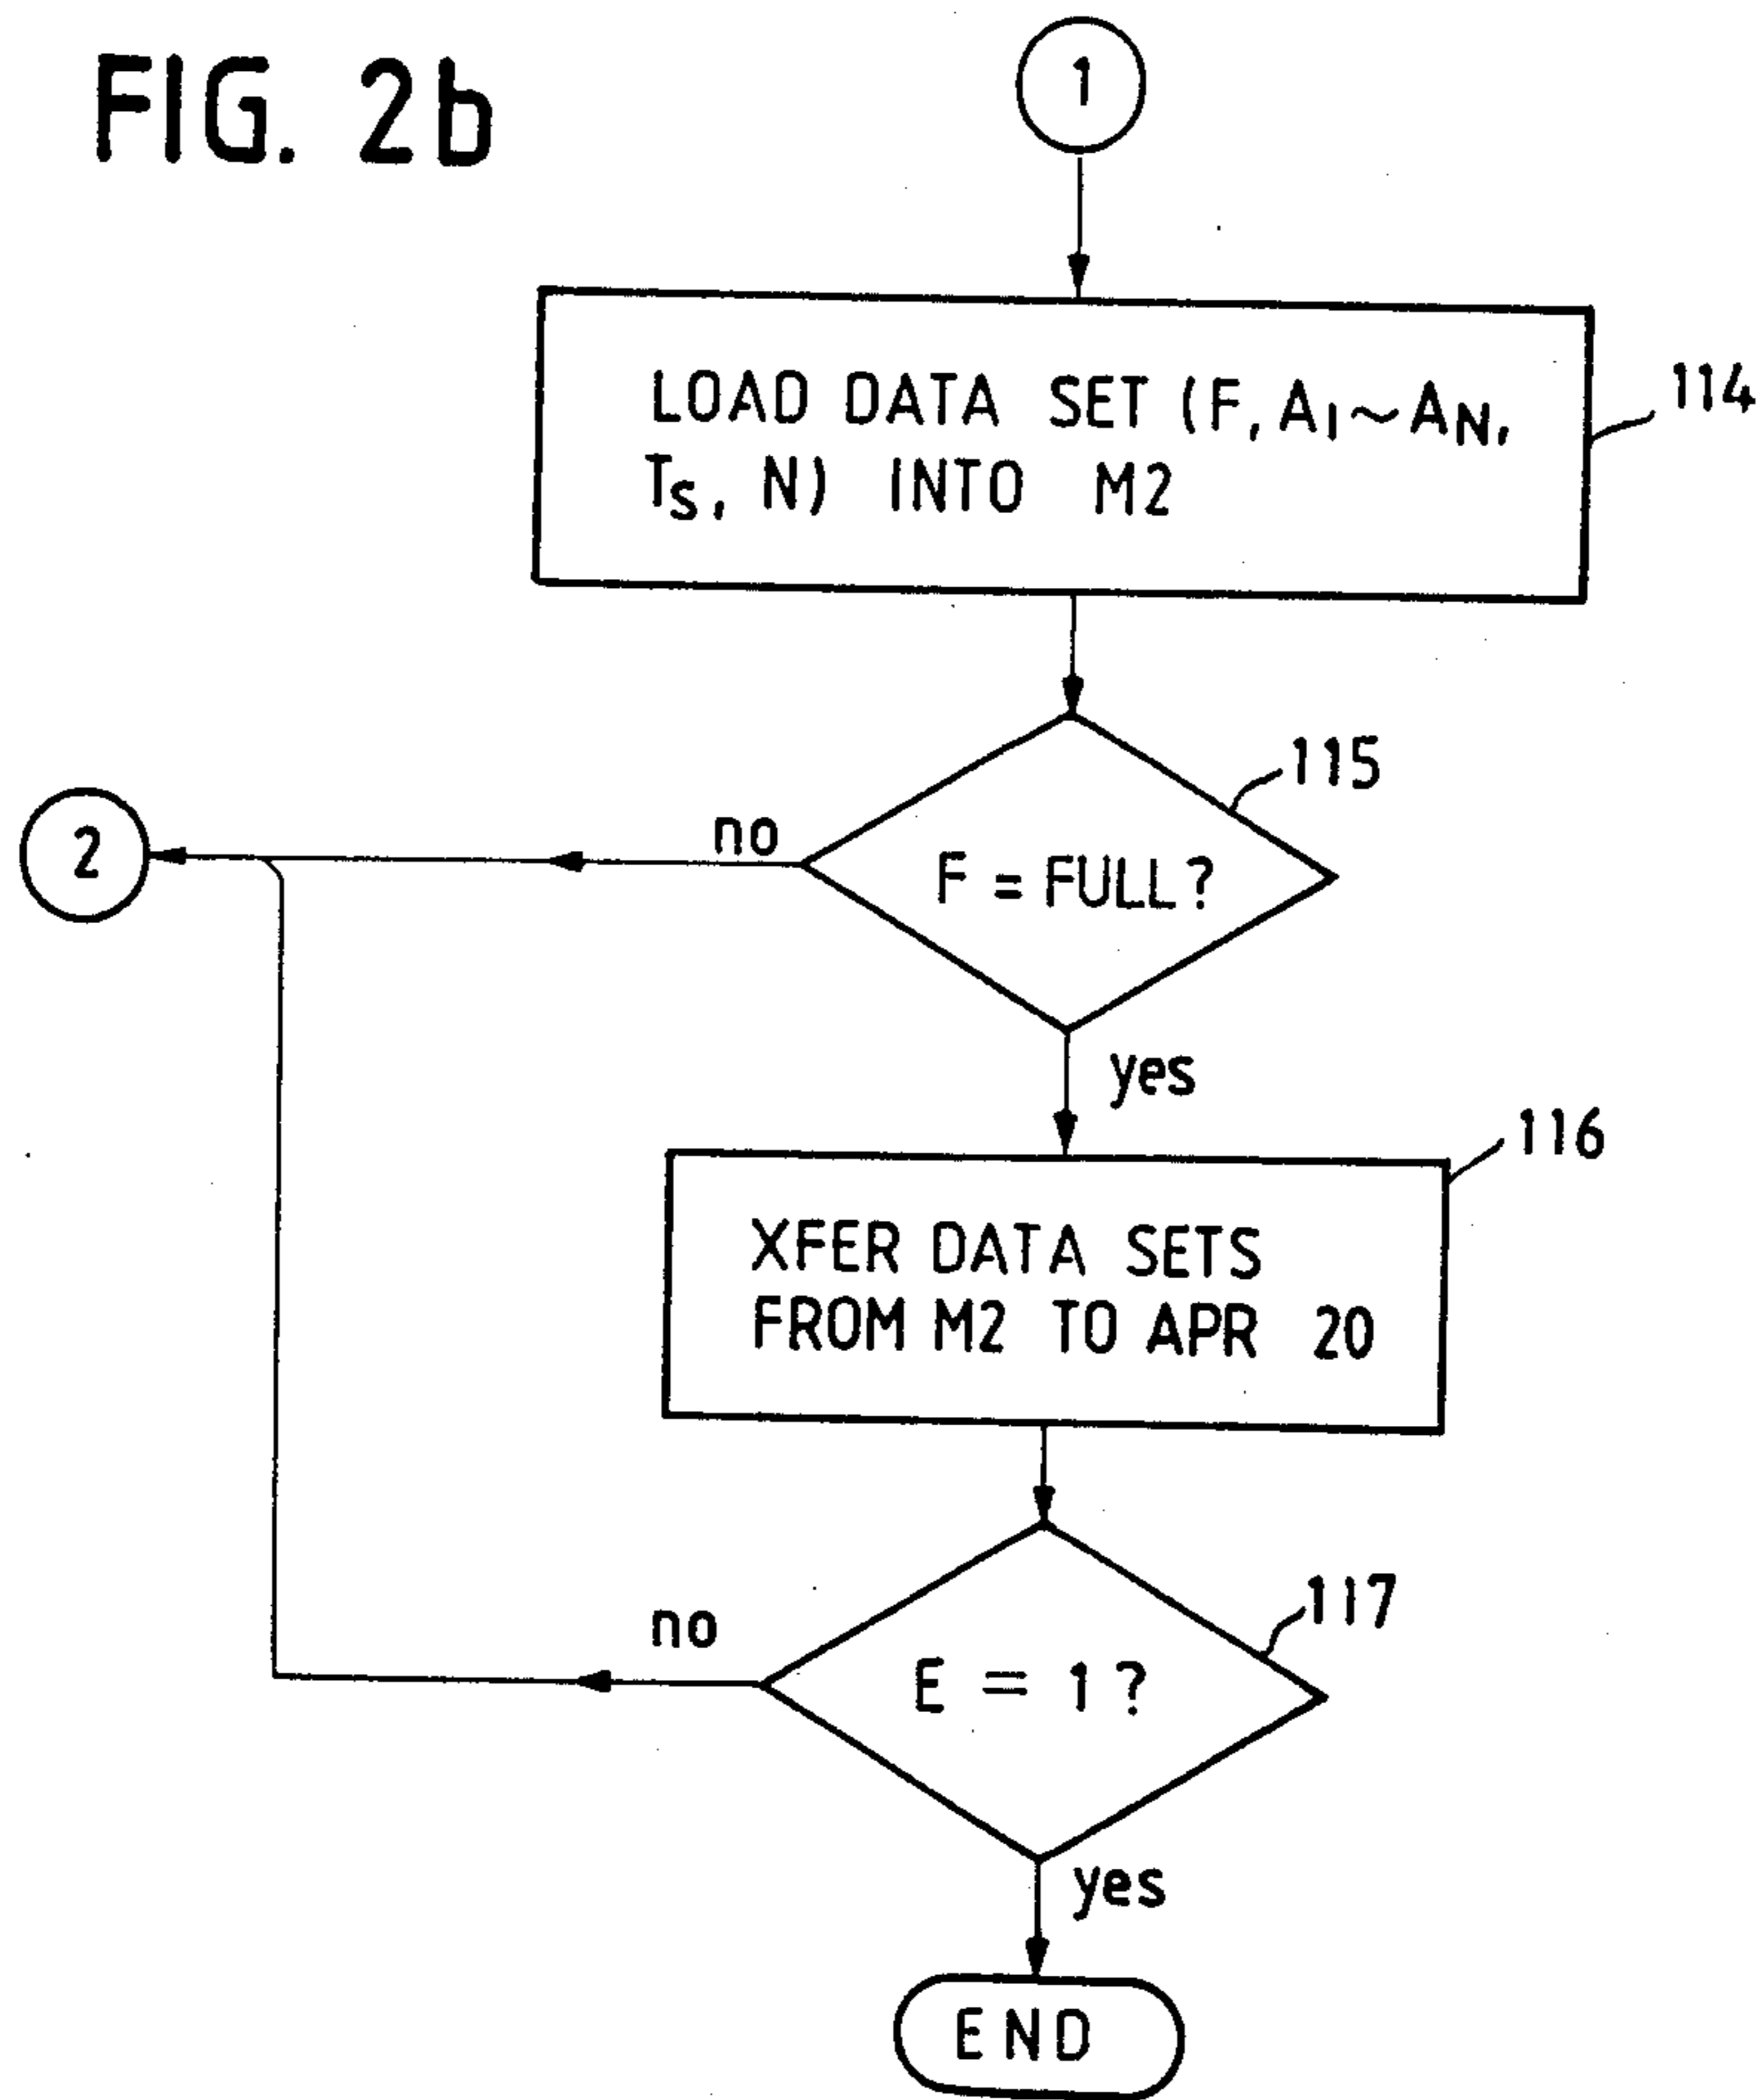 FIG. 2b
1
LOAD DATA SET (F, A1~AN,
Ts, N) INTO M2
114
115
no
2
F = FULL?
yes
116
XFER DATA SETS
FROM M2 TO APR 20
117
no
E = 1?
yes
END